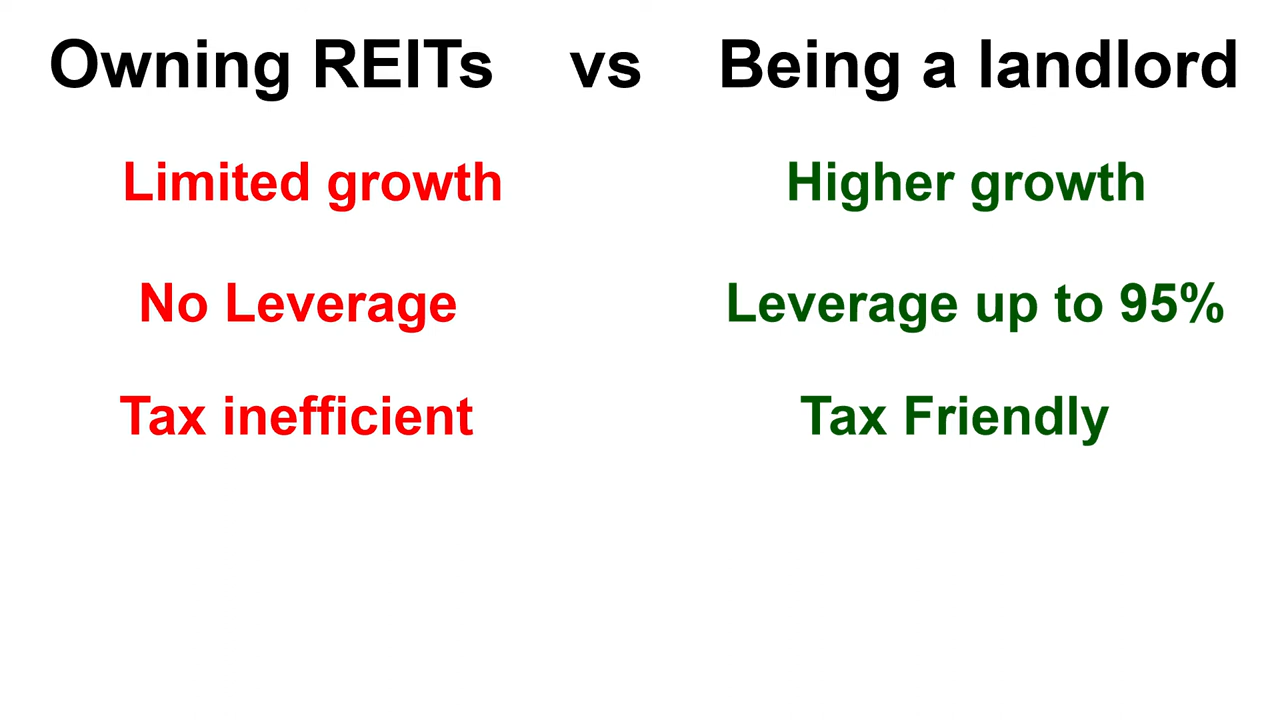 Owning REITs vs Being a landlord
Limited growth Higher growth
No Leverage Leverage up to 95%
Tax inefficient Tax Friendly